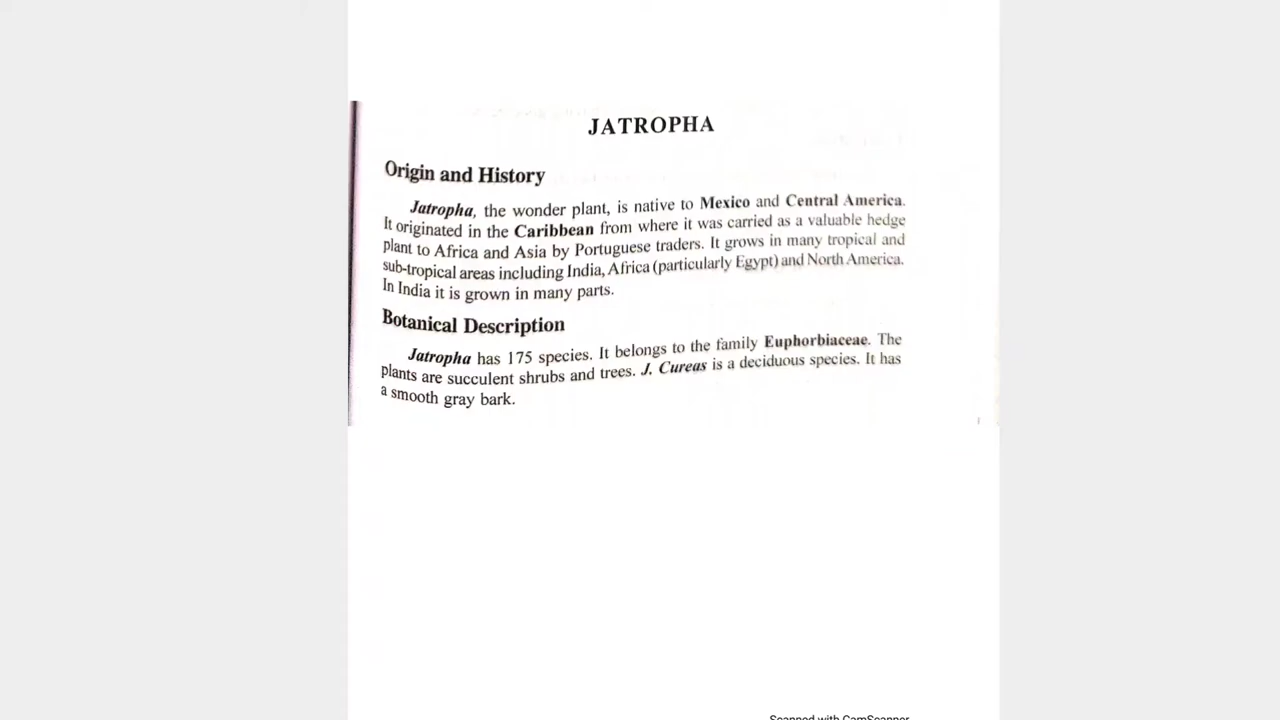 JATROPHA
Origin and History
Jatropha, the wonder plant, is native to Mexico and Central America.
It originated in the Caribbean from where it was carried as a valuable hedge
plant to Africa and Asia by Portuguese traders. It grows in many tropical and
sub-tropical areas including India, Africa (particularly Egypt) and North America.
In India it is grown in many parts.
Botanical Description
Jatropha has 175 species. It belongs to the family Euphorbiaceae. The
plants are succulent shrubs and trees. J. Cureas is a deciduous species. It has
a smooth gray bark.
Scanned with CamScanner